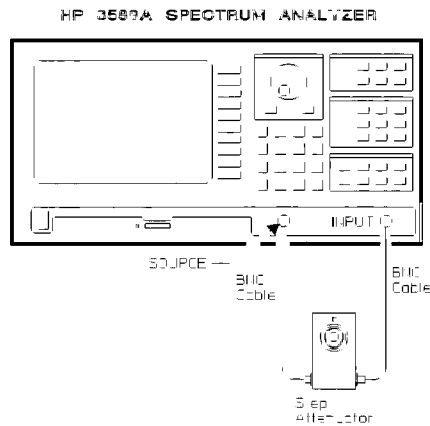 HP 3589A SPECTRUM ANALYZER
INPUT
SOURCE
BNC
Cable
BNC
Cable
Step
Attenuator